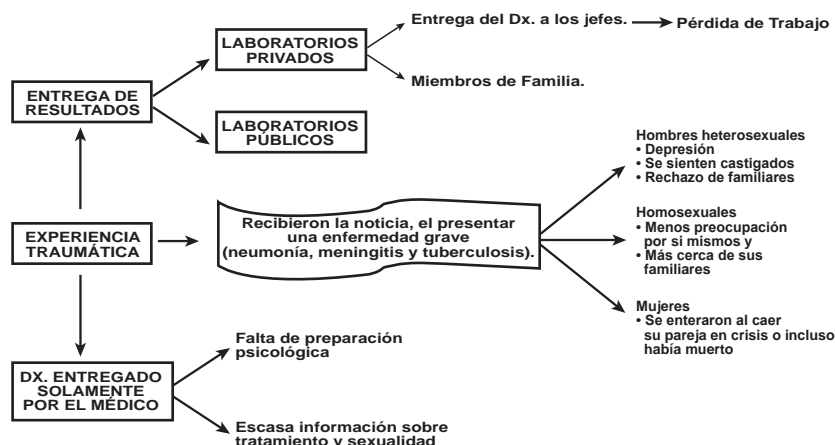 Entrega del Dx. a los jefes.
Pérdida de Trabajo
LABORATORIOS
PRIVADOS
Miembros de Familia.
ENTREGA DE
RESULTADOS
LABORATORIOS
PÚBLICOS
Hombres heterosexuales
• Depresión
• Se sienten castigados
• Rechazo de familiares
EXPERIENCIA
TRAUMÁTICA
Recibieron la noticia, el presentar
una enfermedad grave
(neumonía, meningitis y tuberculosis).
Homosexuales
• Menos preocupación
por si mismos y
• Más cerca de sus
familiares
Mujeres
• Se enteraron al caer
su pareja en crisis o incluso
había muerto
DX. ENTREGADO
SOLAMENTE
POR EL MÉDICO
Falta de preparación
psicológica
Escasa información sobre
tratamiento y sexualidad